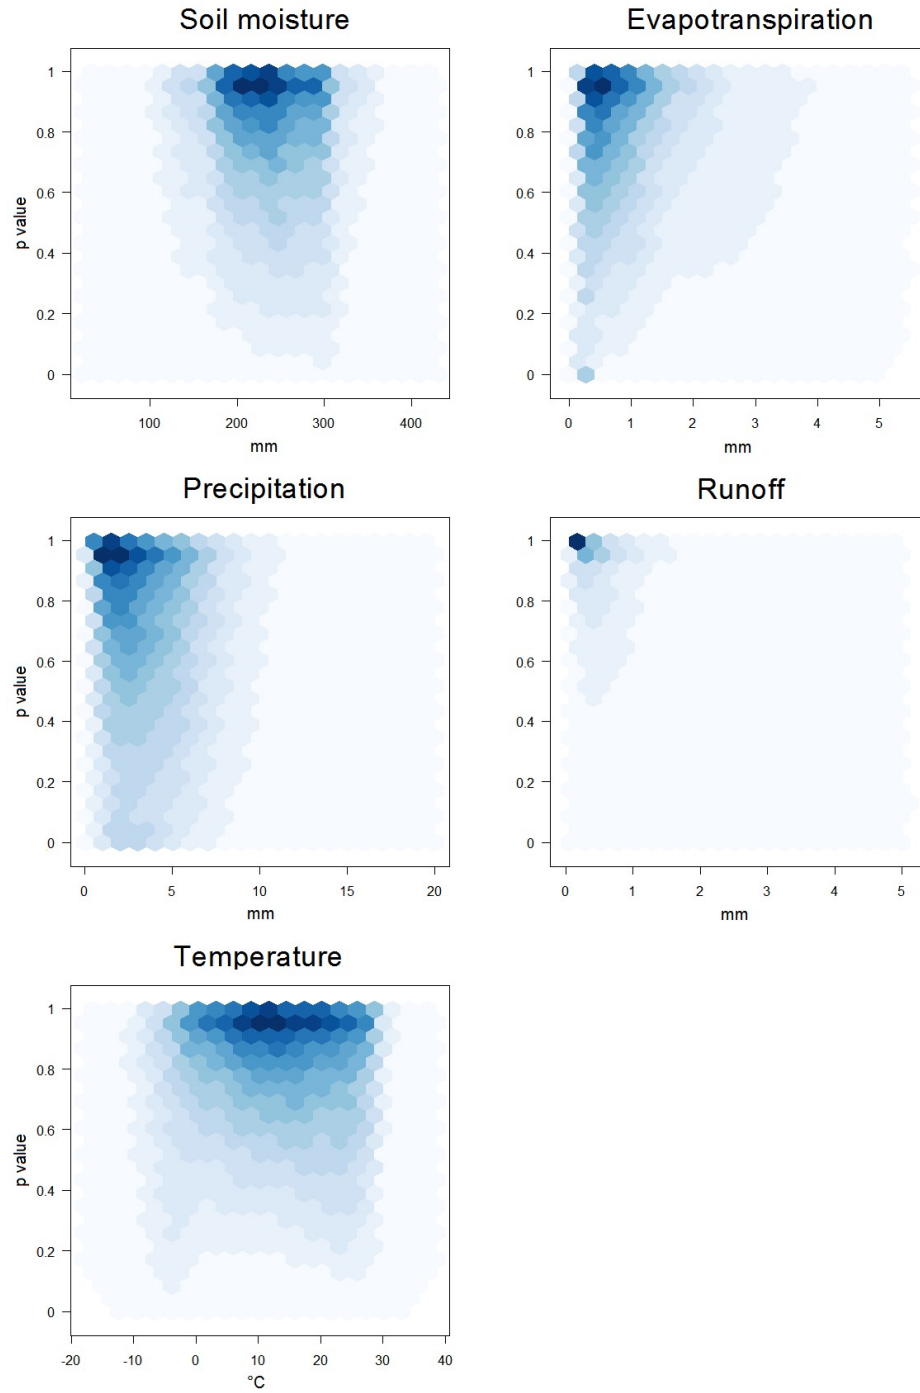 Soil moisture
Evapotranspiration
p value
1
0.8
0.6
0.4
0.2
0
100 200 300 400
mm
1
0.8
0.6
0.4
0.2
0
0 1 2 3 4 5
mm
Precipitation
Runoff
p value
1
0.8
0.6
0.4
0.2
0
0 5 10 15 20
mm
1
0.8
0.6
0.4
0.2
0
0 1 2 3 4 5
mm
Temperature
p value
1
0.8
0.6
0.4
0.2
0
-20 -10 0 10 20 30 40
°C